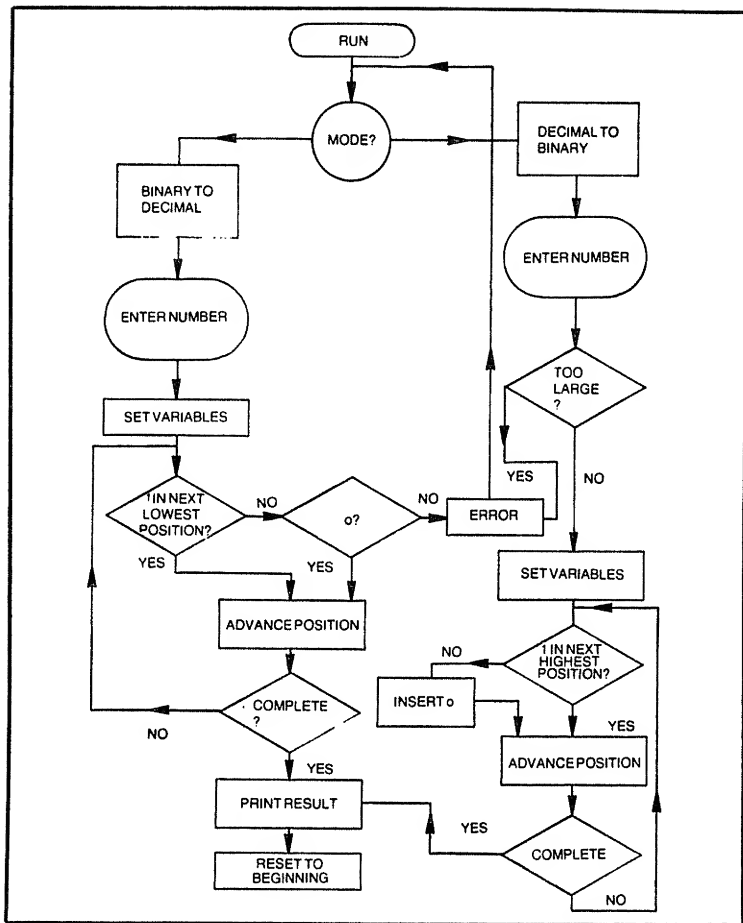 RUN
MODE?
DECIMAL TO
BINARY
BINARY TO
DECIMAL
ENTER NUMBER
ENTER NUMBER
TOO
LARGE
?
YES
NO
SET VARIABLES
1 IN NEXT
LOWEST
POSITION?
NO
o?
NO
ERROR
YES
YES
SET VARIABLES
ADVANCE POSITION
NO
1 IN NEXT
HIGHEST
POSITION?
COMPLETE
?
NO
INSERT o
YES
YES
ADVANCE POSITION
PRINT RESULT
YES
COMPLETE
RESET TO
BEGINNING
NO